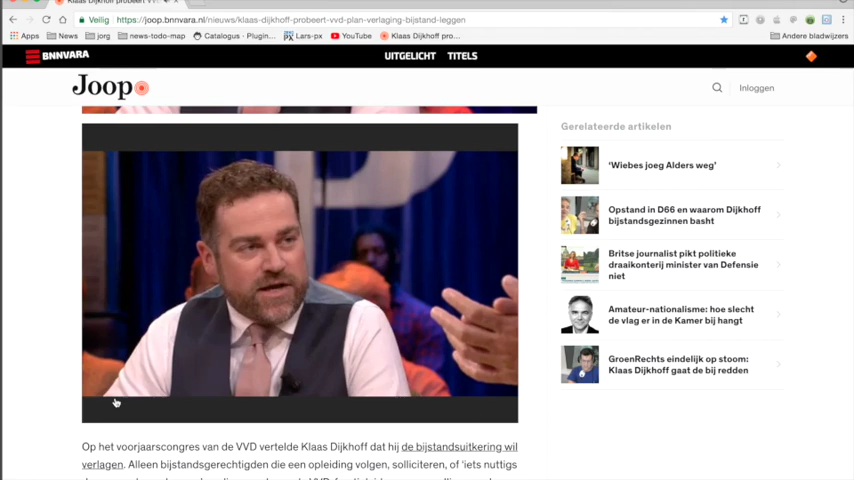 Klaas Dijkhoff probeert VVD
Veilig https://joop.bnnvara.nl/nieuws/klaas-dijkhoff-probeert-vvd-plan-verlaging-bijstand-leggen
Apps News jorg news-todo-map Catalogus - Plugin... Lars-px YouTube Klaas Dijkhoff pro... Andere bladwijzers
BNNVARA UITGELICHT TITELS
Joop Inloggen
Gerelateerde artikelen
'Wiebes joeg Alders weg'
Opstand in D66 en waarom Dijkhoff
bijstandsgezinnen basht
Britse journalist pikt politieke
draaikonterij minister van Defensie
niet
Amateur-nationalisme: hoe slecht
de vlag er in de Kamer bij hangt
GroenRechts eindelijk op stoom:
Klaas Dijkhoff gaat de bij redden
Op het voorjaarscongres van de VVD vertelde Klaas Dijkhoff dat hij de bijstandsuitkering wil
verlagen. Alleen bijstandsgerechtigden die een opleiding volgen, solliciteren, of 'iets nuttigs